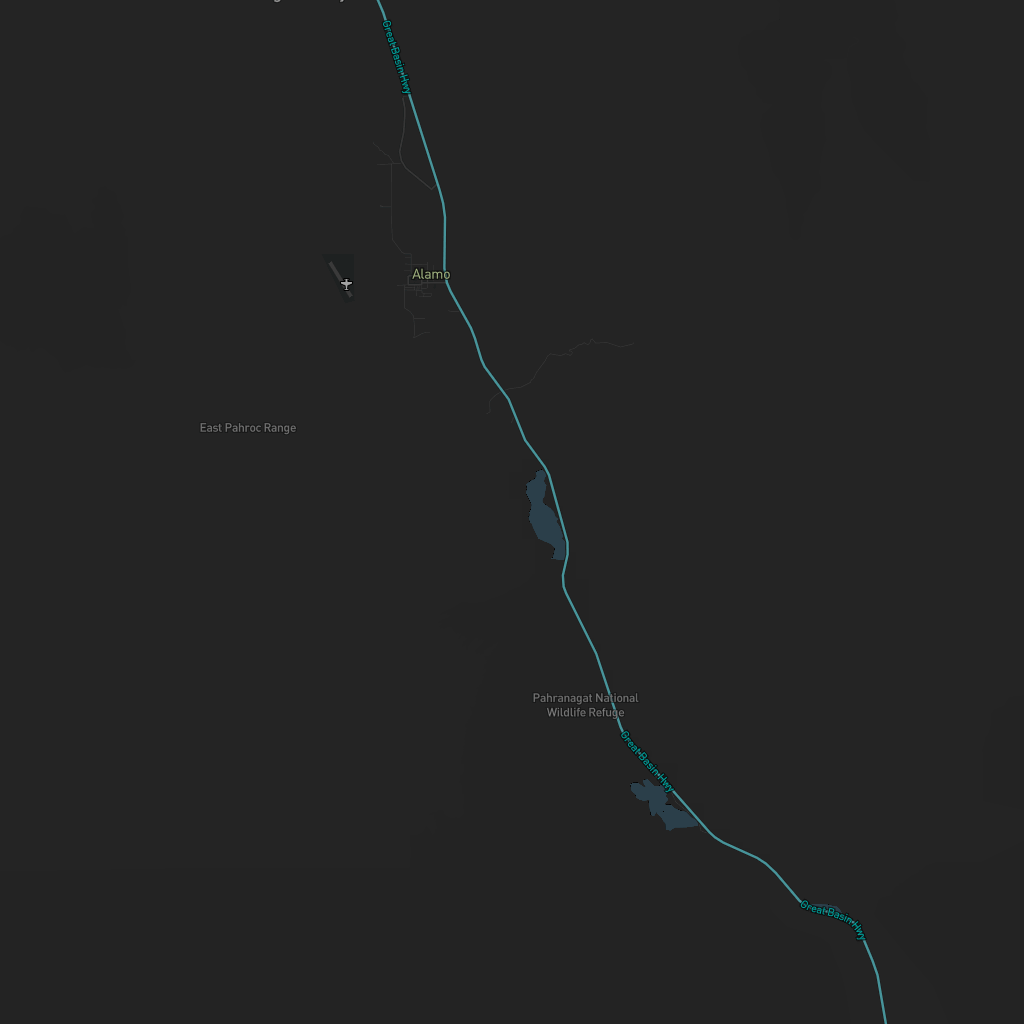 Great Basin Hwy
Alamo
East Pahroc Range
Pahranagat National
Wildlife Refuge
Great Basin Hwy
Great Basin Hwy